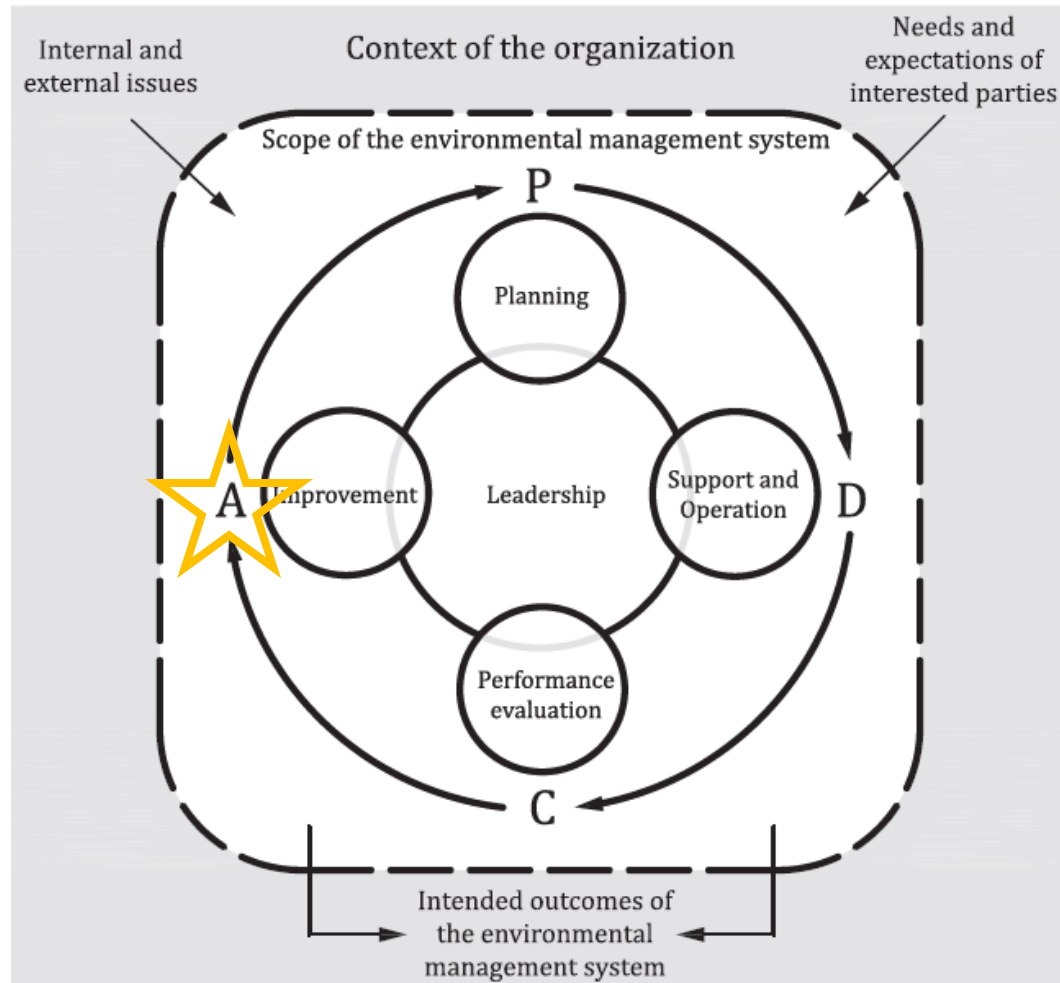 Internal and
external issues
Context of the organization
Needs and
expectations of
interested parties
Scope of the environmental management system
P
Planning
A
Improvement
Leadership
Support and
Operation
D
Performance
evaluation
C
Intended outcomes of
the environmental
management system